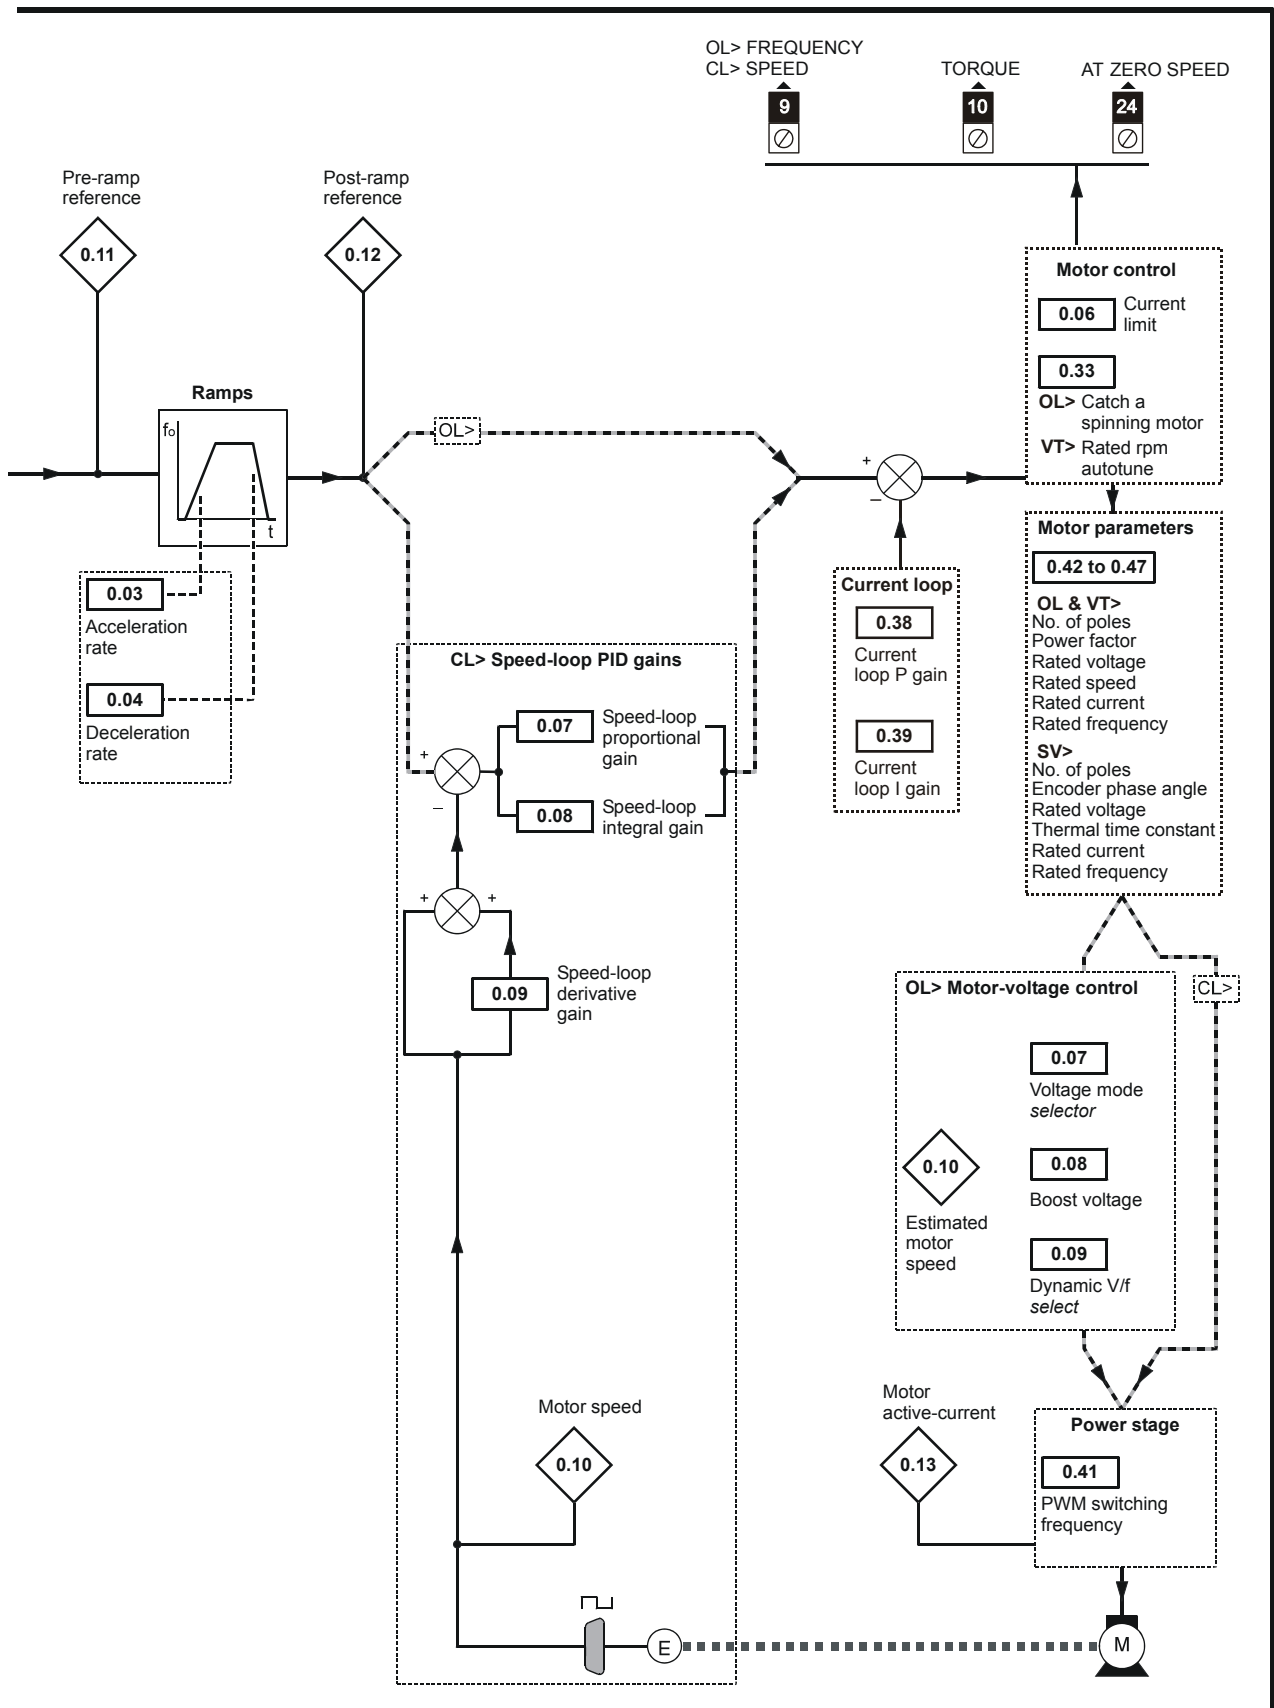 OL> FREQUENCY
CL> SPEED
TORQUE
AT ZERO SPEED
9
10
24
Pre-ramp
reference
0.11
Post-ramp
reference
0.12
Ramps
fo
t
0.03
Acceleration
rate
0.04
Deceleration
rate
OL>
+
−
Motor control
0.06
Current
limit
0.33
OL> Catch a
spinning motor
VT> Rated rpm
autotune
Motor parameters
0.42 to 0.47
OL & VT>
No. of poles
Power factor
Rated voltage
Rated speed
Rated current
Rated frequency
SV>
No. of poles
Encoder phase angle
Rated voltage
Thermal time constant
Rated current
Rated frequency
Current loop
0.38
Current
loop P gain
0.39
Current
loop I gain
CL> Speed-loop PID gains
0.07
Speed-loop
proportional
gain
0.08
Speed-loop
integral gain
+
−
+
+
0.09
Speed-loop
derivative
gain
OL> Motor-voltage control
CL>
0.07
Voltage mode
selector
0.10
Estimated
motor
speed
0.08
Boost voltage
0.09
Dynamic V/f
select
Motor speed
0.10
Motor
active-current
0.13
Power stage
0.41
PWM switching
frequency
E
M